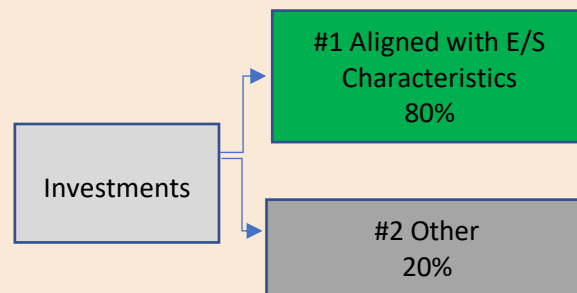 #1 Aligned with E/S
Characteristics
80%
Investments
#2 Other
20%